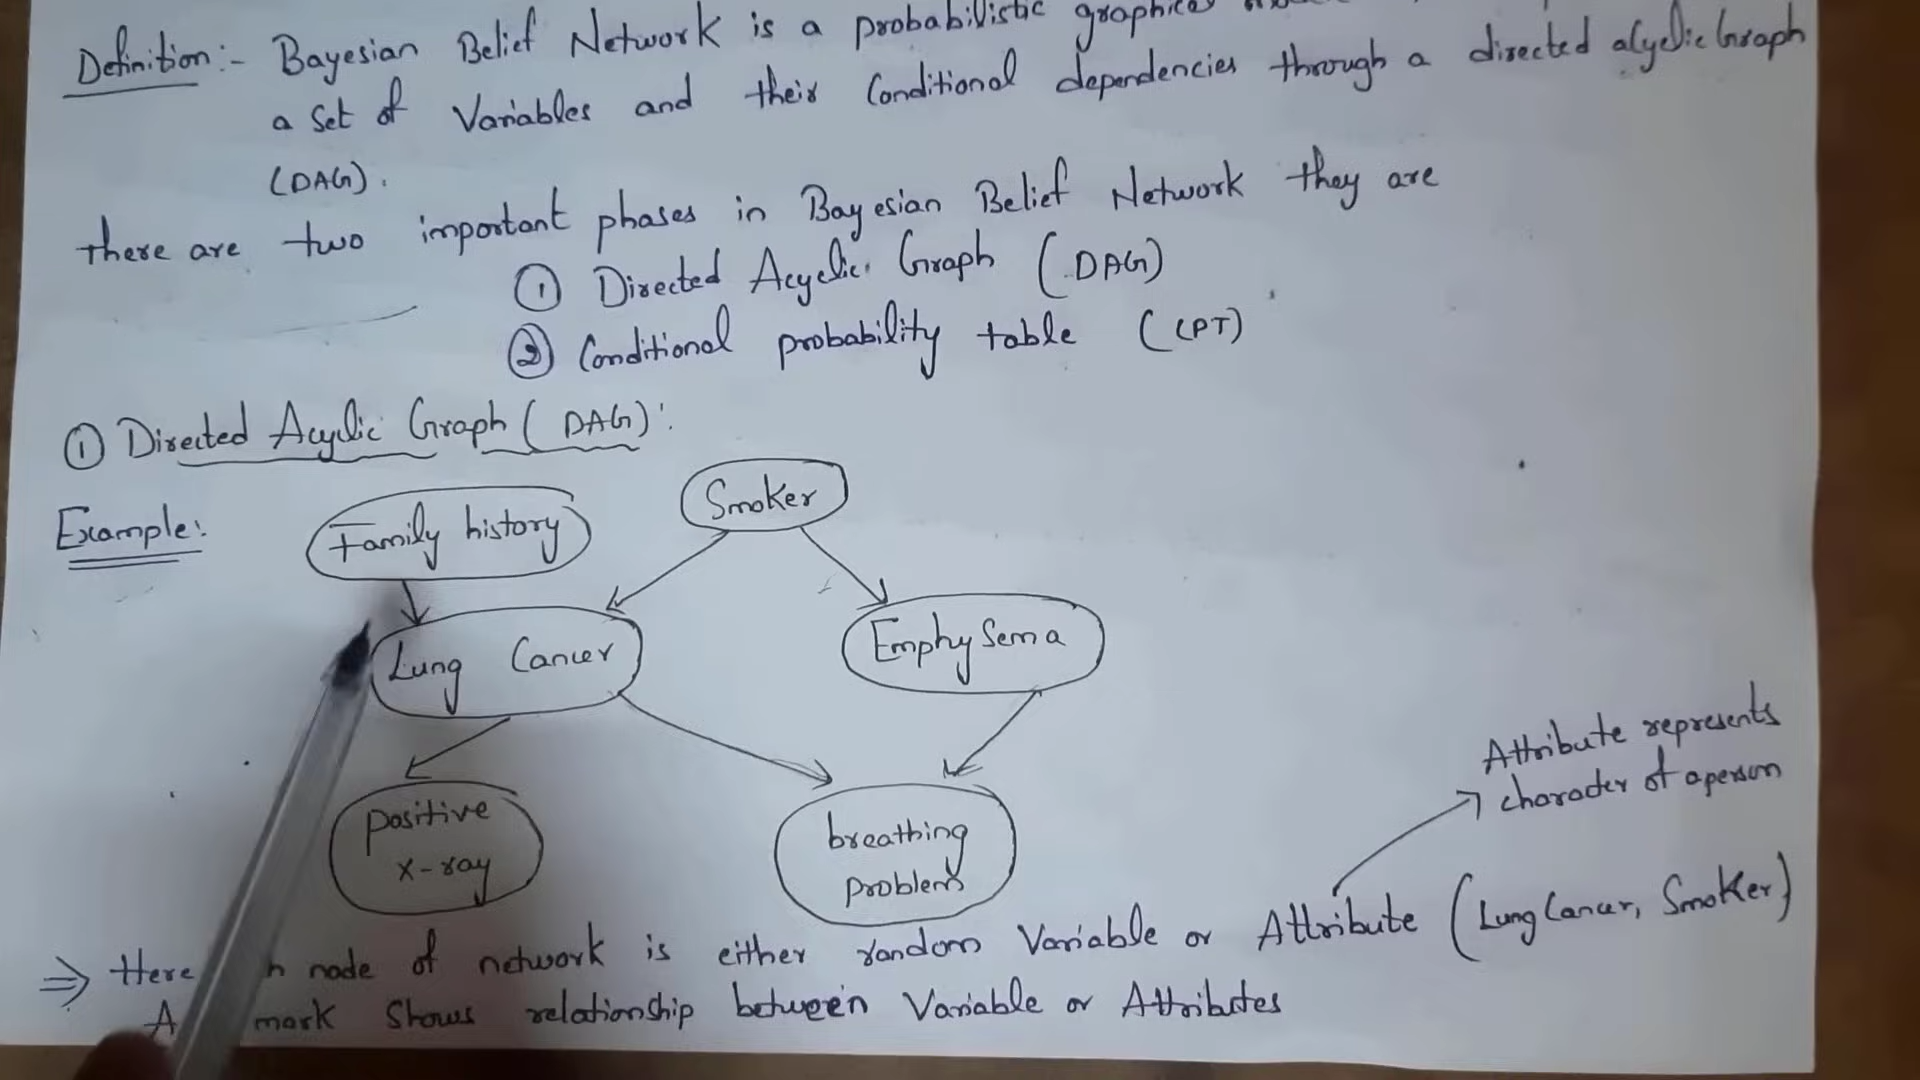 Definition:- Bayesian Belief Network is a probabilistic graphical
a set of Variables and their Conditional dependencies through a directed acyclic Graph
(DAG).
there are two important phases in Bayesian Belief Network they are
① Directed Acyclic Graph (DAG)
② Conditional probability table (CPT)
① Directed Acyclic Graph (DAG):
Example:
Family history
Smoker
Lung Cancer
Emphysema
positive
x-ray
breathing
problem
Attribute represents
character of a person
⇒ Here node of network is either random Variable or Attribute (Lung Cancer, Smoker)
mark shows relationship between Variable or Attributes